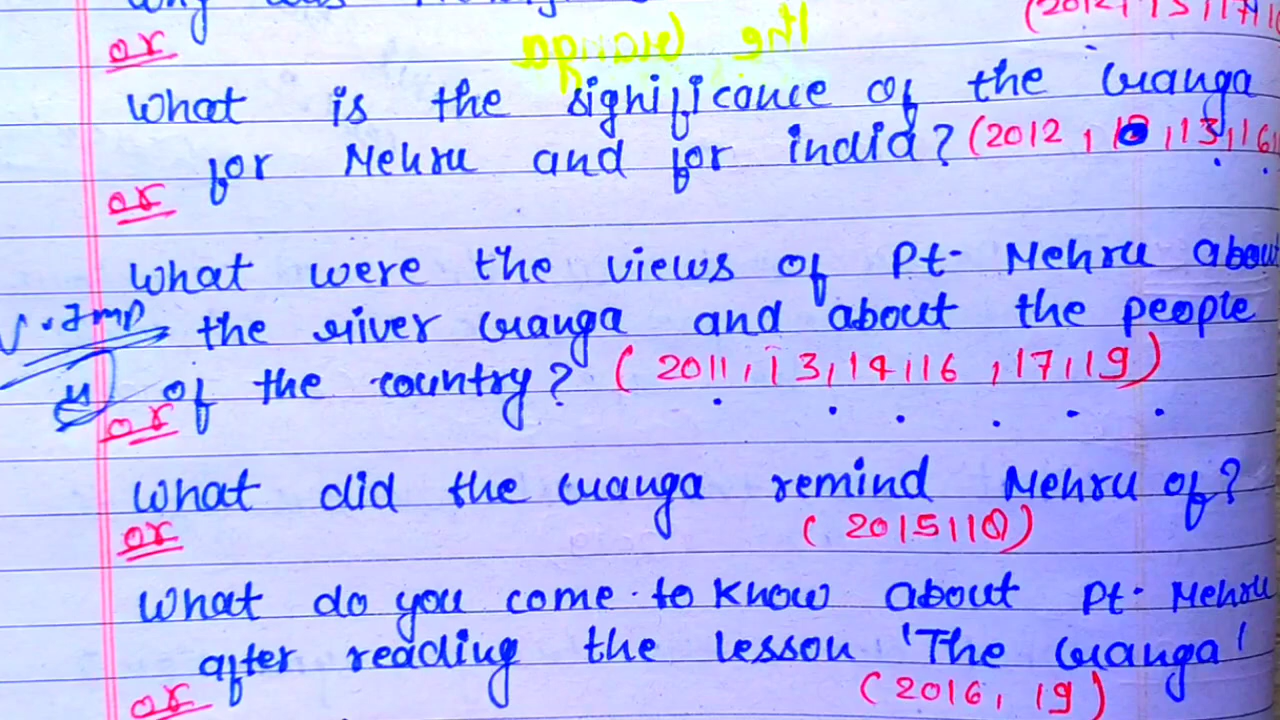 or
What is the significance of the Ganga
for Nehru and for india? (2012, 13, 16
or
What were the views of Pt. Nehru about
V. Imp the river Ganga and about the people
of the country? (2011, 13, 14, 16, 17, 19)
or
What did the Ganga remind Nehru of?
or (2015, 18)
What do you come to know about Pt. Nehru
after reading the lesson 'The Ganga'
or (2016, 19)